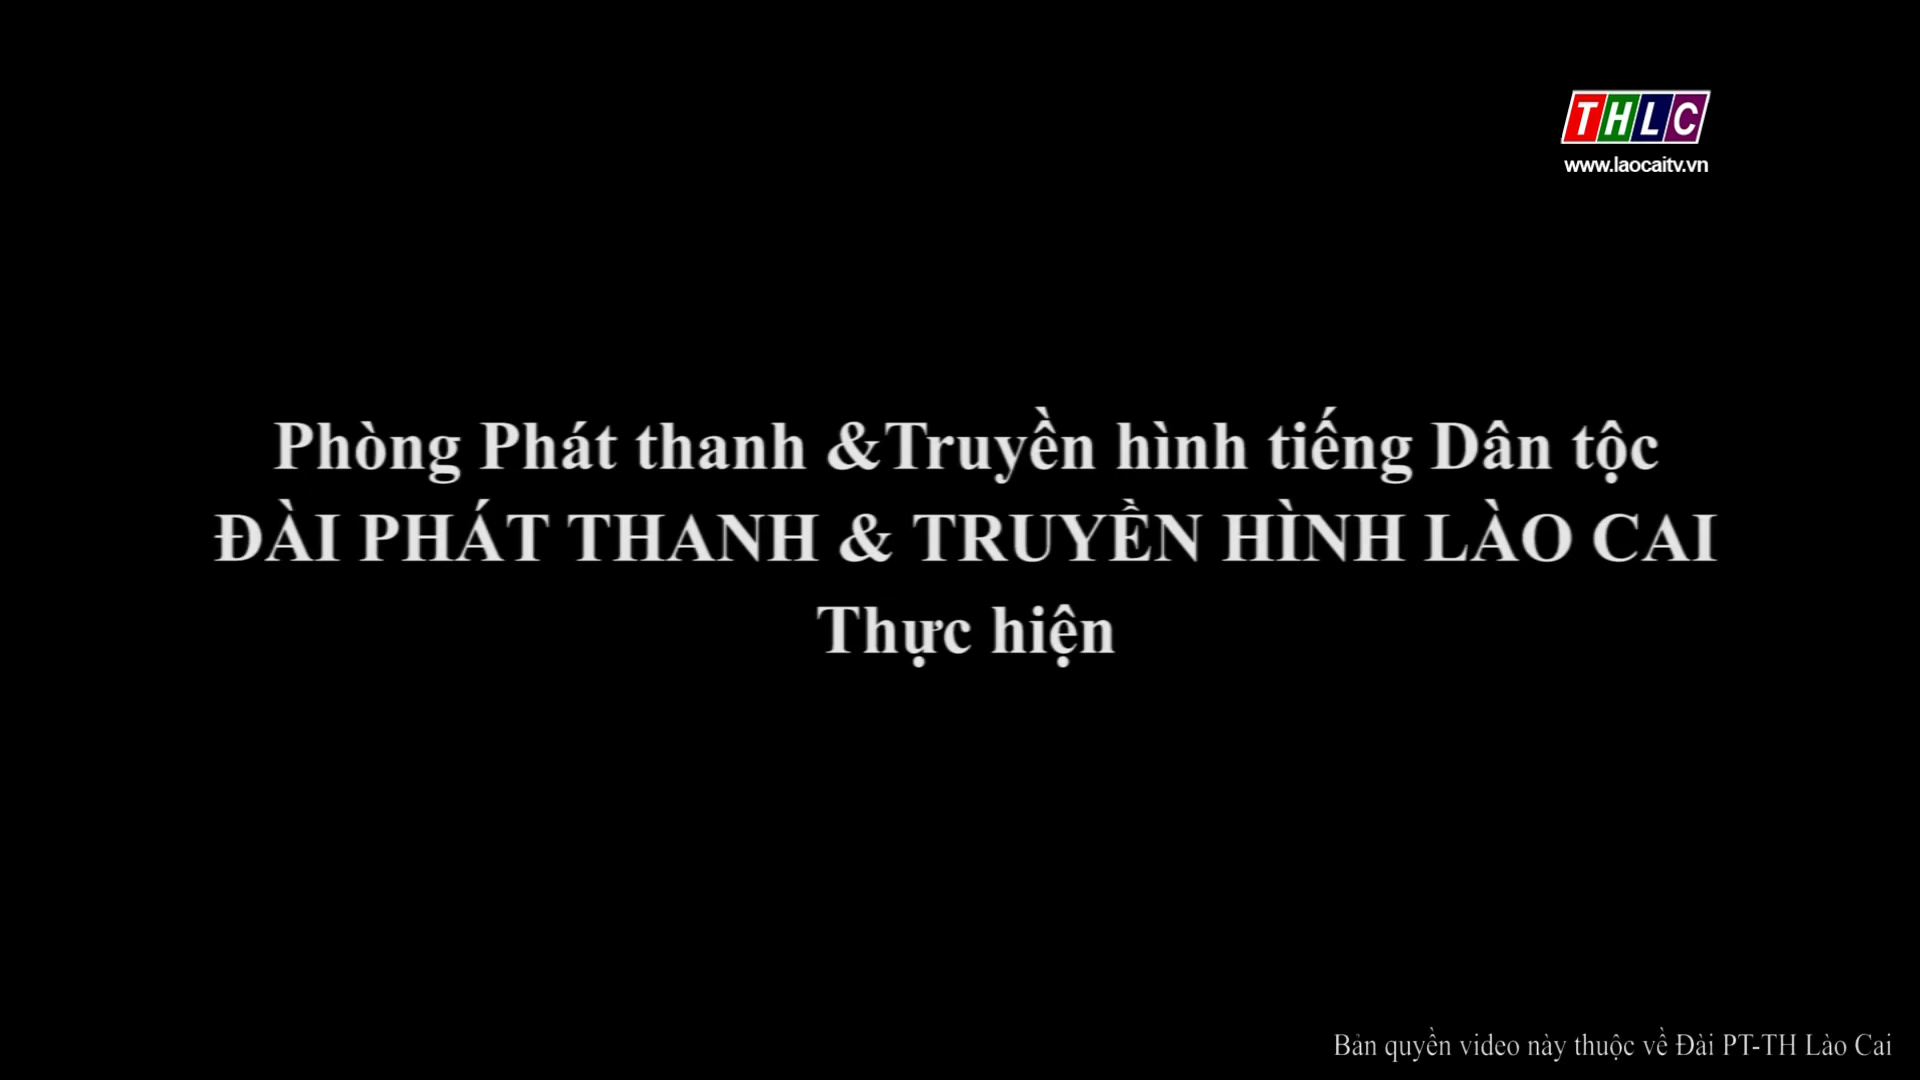 THLC
www.laocaitv.vn
Phòng Phát thanh &Truyền hình tiếng Dân tộc
ĐÀI PHÁT THANH & TRUYỀN HÌNH LÀO CAI
Thực hiện
Bản quyền video này thuộc về Đài PT-TH Lào Cai